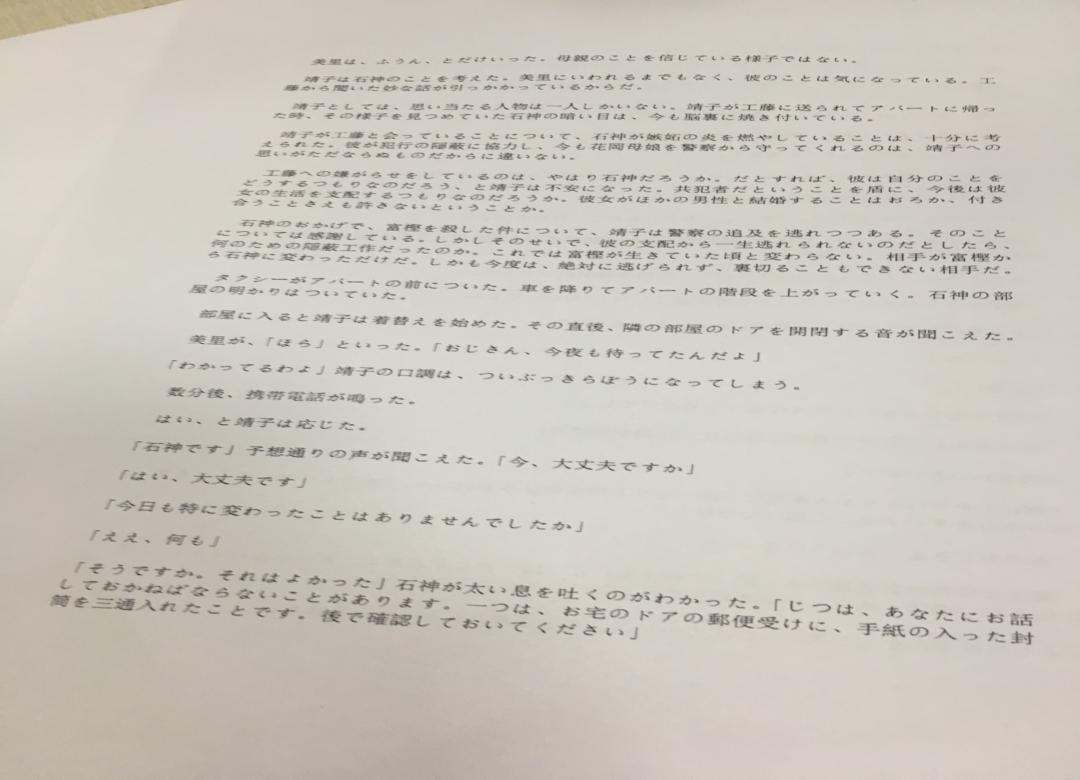 美里は、ふうん、とだけいった。母親のことを信じている様子ではない。
靖子は石神のことを考えた。美里にいわれるまでもなく、彼のことは気になっている。工
藤から聞いた妙な話が引っかかっているからだ。
靖子としては、思い当たる人物は一人しかいない。靖子が工藤に送られてアパートに帰っ
た時、その様子を見つめていた石神の暗い目は、今も脳裏に焼き付いている。
靖子が工藤と会っていることについて、石神が嫉妬の炎を燃やしていることは、十分に考
えられた。彼が犯行の隠蔽に協力し、今も花岡母娘を警察から守ってくれるのは、靖子への
思いがただならぬものだからに違いない。
工藤への嫌がらせをしているのは、やはり石神だろうか。だとすれば、彼は自分のことを
どうするつもりなのだろう、と靖子は不安になった。共犯者だということを盾に、今後は彼
女の生活を支配するつもりなのだろうか。彼女がほかの男性と結婚することはおろか、付き
合うことさえも許さないということか。
石神のおかげで、富樫を殺した件について、靖子は警察の追及を逃れつつある。そのこと
については感謝している。しかしそのせいで、彼の支配から一生逃れられないのだとしたら、
何のための隠蔽工作だったのか。これでは富樫が生きていた頃と変わらない。相手が富樫か
ら石神に変わっただけだ。しかも今度は、絶対に逃げられず、裏切ることもできない相手だ。
タクシーがアパートの前についた。車を降りてアパートの階段を上がっていく。石神の部
屋の明かりはついていた。
部屋に入ると靖子は着替えを始めた。その直後、隣の部屋のドアを開閉する音が聞こえた。
美里が、「ほら」といった。「おじさん、今夜も待ってたんだよ」
「わかってるわよ」靖子の口調は、ついぶっきらぼうになってしまう。
数分後、携帯電話が鳴った。
はい、と靖子は応じた。
「石神です」予想通りの声が聞こえた。「今、大丈夫ですか」
「はい、大丈夫です」
「今日も特に変わったことはありませんでしたか」
「ええ、何も」
「そうですか。それはよかった」石神が太い息を吐くのがわかった。「じつは、あなたにお話
しておかねばならないことがあります。一つは、お宅のドアの郵便受けに、手紙の入った封
筒を三通入れたことです。後で確認しておいてください」